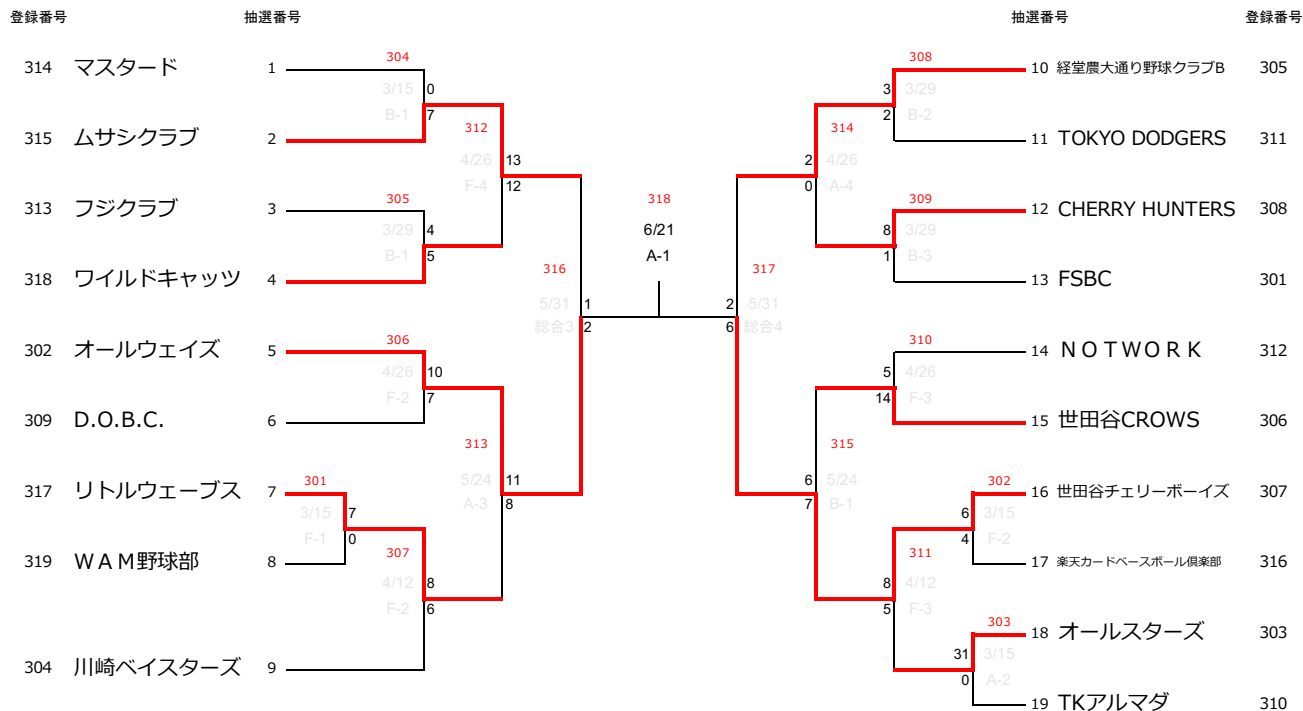 登録番号 抽選番号 抽選番号 登録番号
304 308
314 マスタード 1 10 経堂農大通り野球クラブB 305
3/15 0 3 3/29
B-1 7 2 B-2
312 314
315 ムサシクラブ 2 11 TOKYO DODGERS 311
4/26 13 2 4/26
F-4 12 0 A-4
305 318 309
313 フジクラブ 3 12 CHERRY HUNTERS 308
3/29 4 6/21 8 3/29
B-1 5 A-1 1 B-3
316 317
318 ワイルドキャッツ 4 13 FSBC 301
5/31 1 2 5/31
総合3 2 6 総合4
306 310
302 オールウェイズ 5 14 ＮＯＴＷＯＲＫ 312
4/26 10 5 4/26
F-2 7 14 F-3
309 D.O.B.C. 6 15 世田谷CROWS 306
313 315
5/24 11 6 5/24
A-3 8 7 B-1
301 302
317 リトルウェーブス 7 16 世田谷チェリーボーイズ 307
3/15 7 6 3/15
F-1 0 4 F-2
307 311
319 ＷＡＭ野球部 8 17 楽天カードベースボール倶楽部 316
4/12 8 8 4/12
F-2 6 5 F-3
303
18 オールスターズ 303
31 3/15
0 A-2
304 川崎ベイスターズ 9
19 TKアルマダ 310